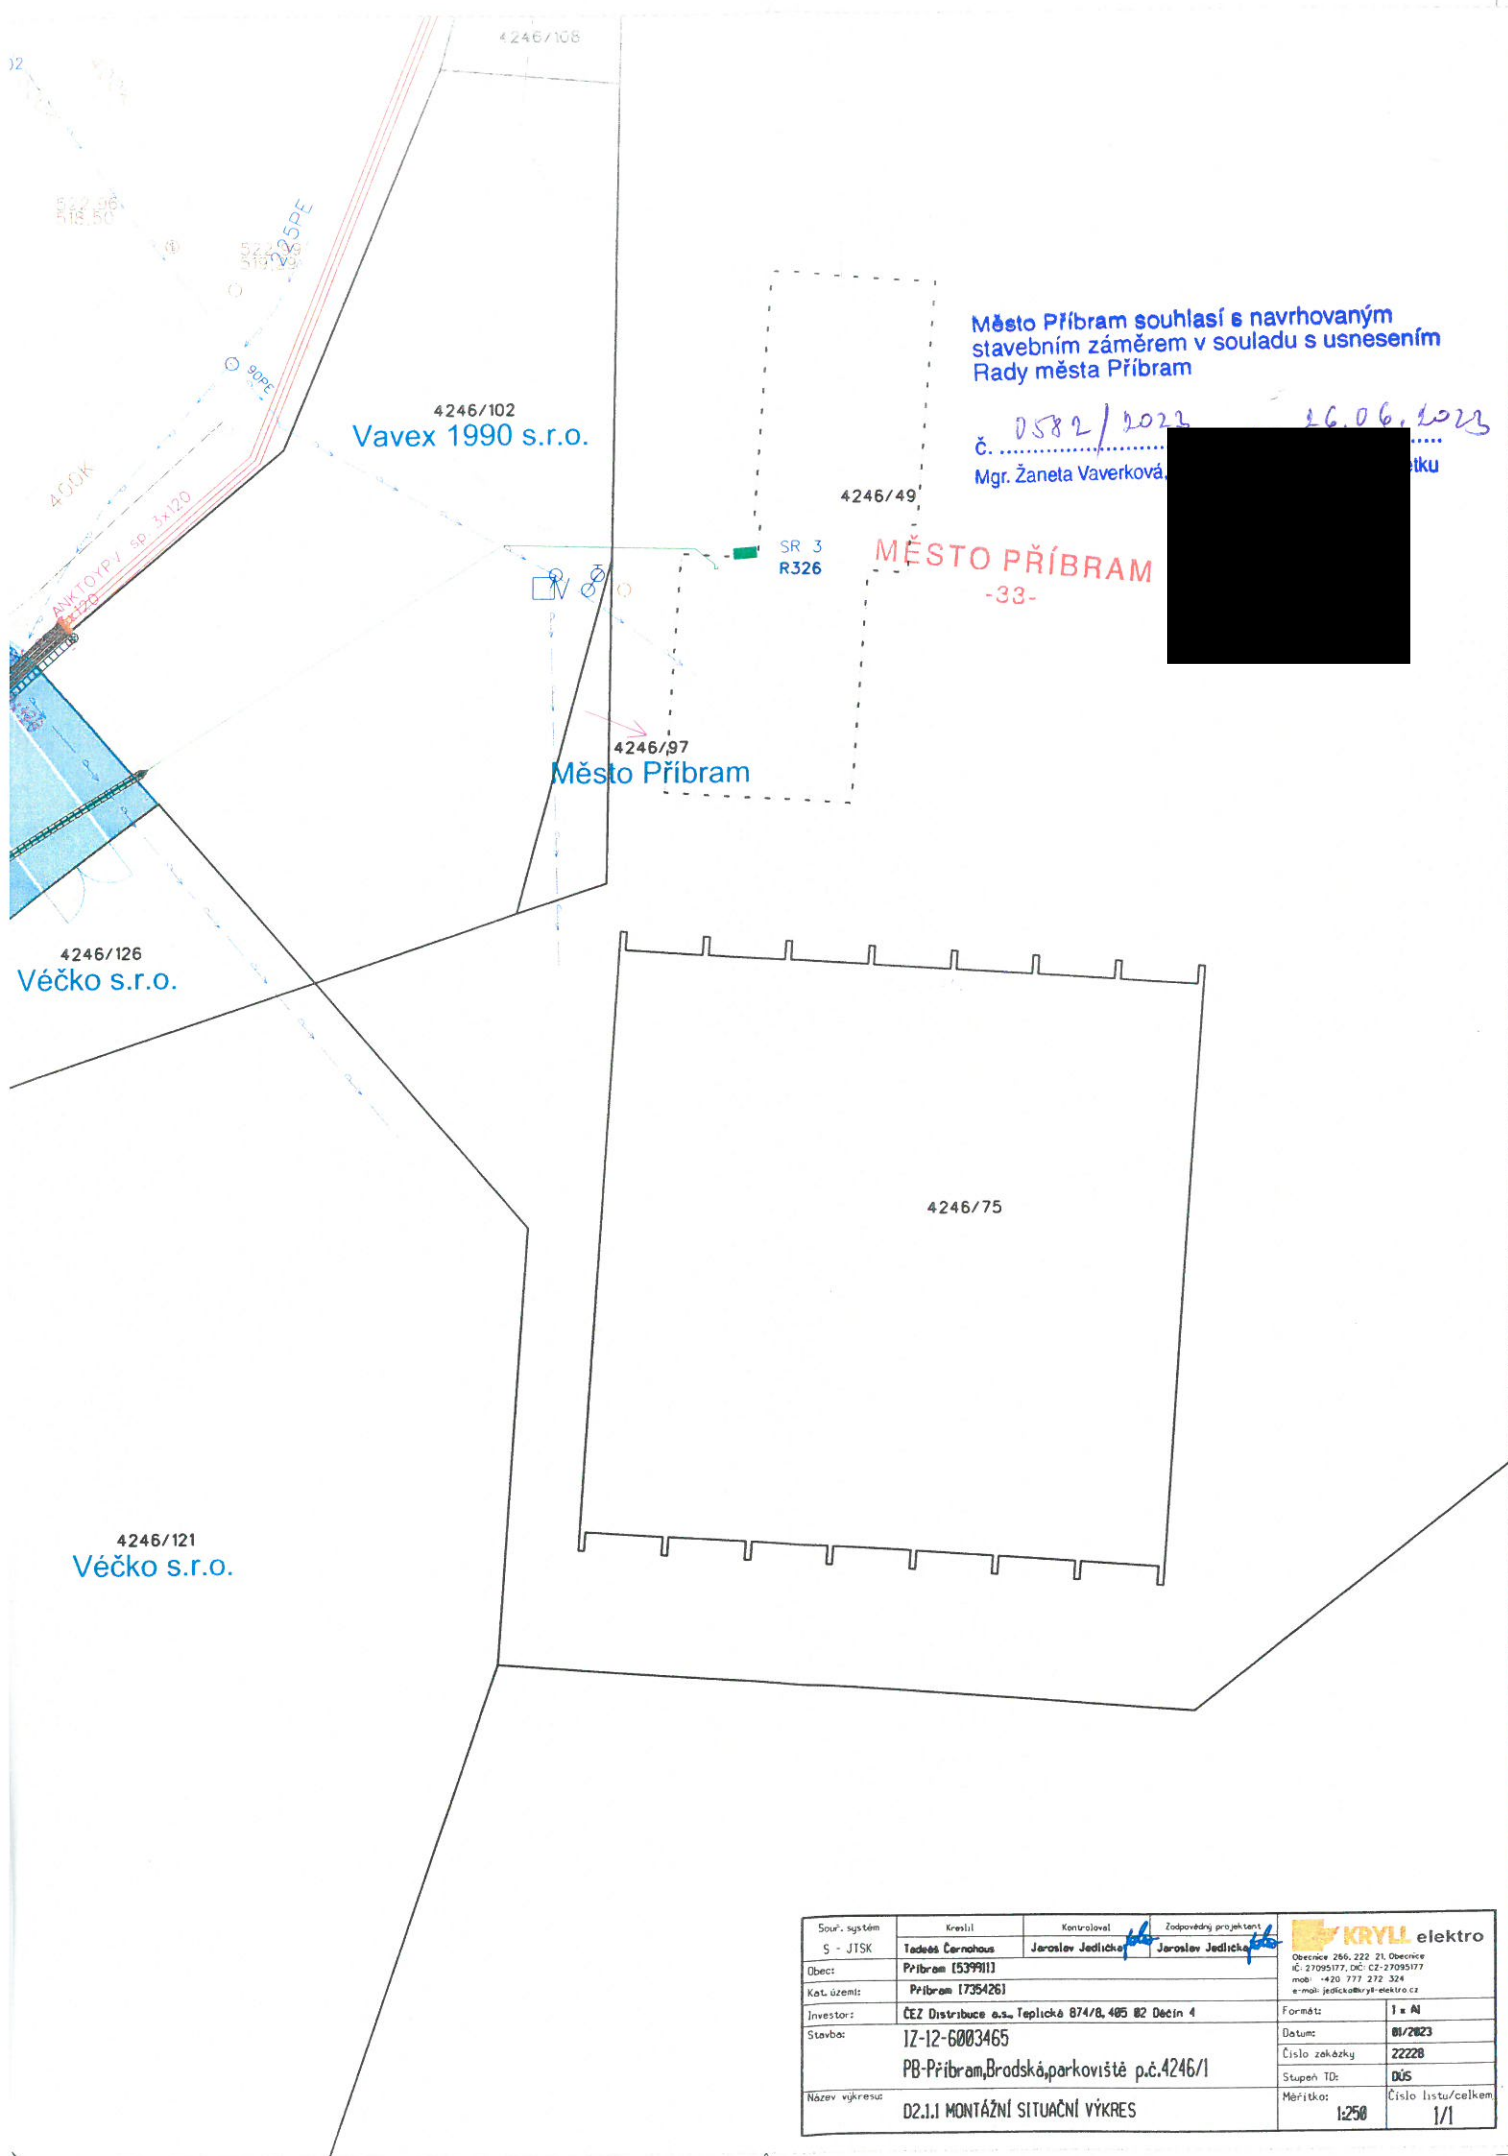 4246/108
225PE
90PE
4246/102
Vavex 1990 s.r.o.
Město Příbram souhlasí s navrhovaným
stavebním záměrem v souladu s usnesením
Rady města Příbram
č. 0582/2023 26.06.2023
Mgr. Žaneta Vaverková,
tku
400K
ANKTOYPV sp. 3x120
3x120
4246/49
SR 3
R326
MĚSTO PŘÍBRAM
-33-
4246/97
Město Příbram
4246/126
Véčko s.r.o.
4246/75
4246/121
Véčko s.r.o.
Souř. systém
S - JTSK
Kreslil
Tadeáš Černohous
Kontroloval
Jaroslav Jedlička
Zodpovědný projektant
Jaroslav Jedlička
KRYLL elektro
Obecnice 266, 222 21, Obecnice
IČ: 27095177, DIČ: CZ-27095177
mob: +420 777 272 324
e-mail: jedlicka@kryll-elektro.cz
Obec: Příbram [539911]
Kat. území: Příbram [735426]
Investor: ČEZ Distribuce a.s., Teplická 874/8, 405 02 Děčín 4
Formát: 1 x A1
Stavba: IZ-12-6003465
PB-Příbram,Brodská,parkoviště p.č.4246/1
Datum: 01/2023
Číslo zakázky 22228
Stupeň TD: DÚS
Název výkresu: D2.1.1 MONTÁŽNÍ SITUAČNÍ VÝKRES
Měřítko: 1:250
Číslo listu/celkem 1/1